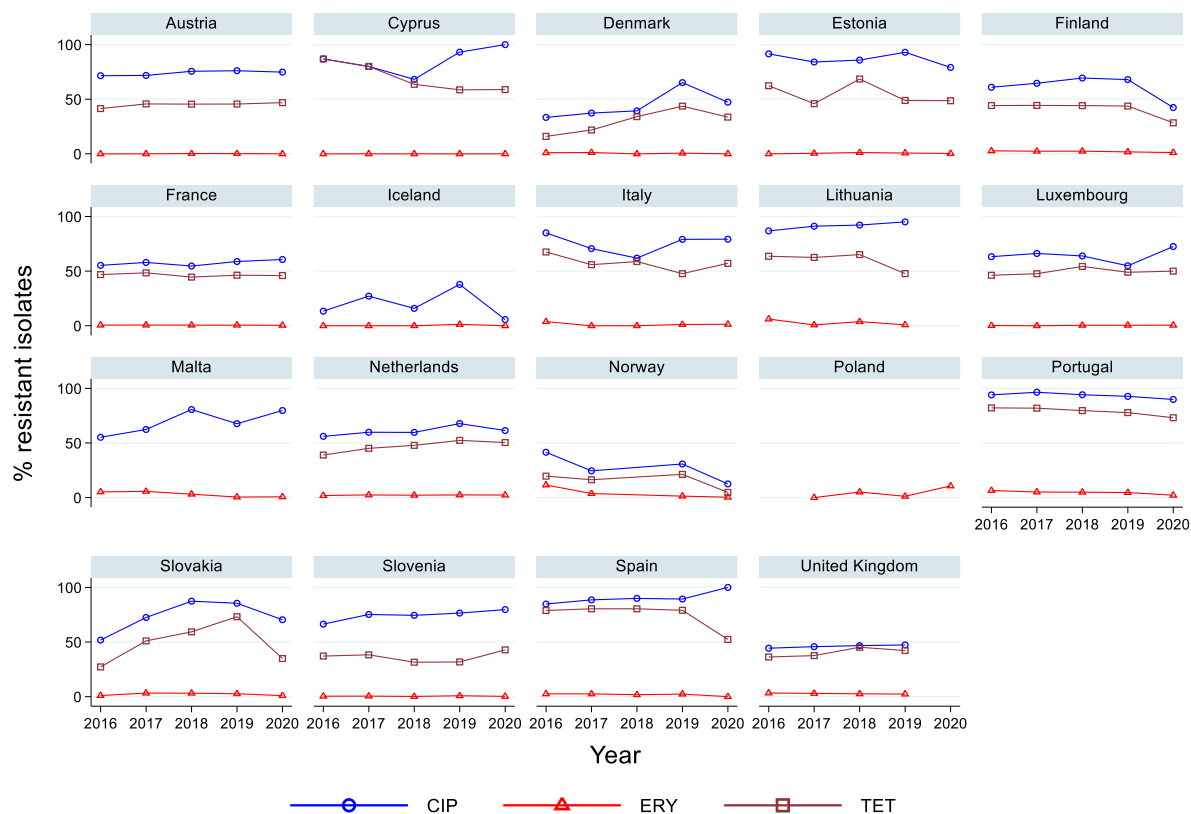 Austria Cyprus Denmark Estonia Finland
100
50
0
France Iceland Italy Lithuania Luxembourg
100
50
0
% resistant isolates
Malta Netherlands Norway Poland Portugal
100
50
0
2016 2017 2018 2019 2020
Slovakia Slovenia Spain United Kingdom
100
50
0
2016 2017 2018 2019 2020 2016 2017 2018 2019 2020 2016 2017 2018 2019 2020 2016 2017 2018 2019 2020
Year
CIP ERY TET